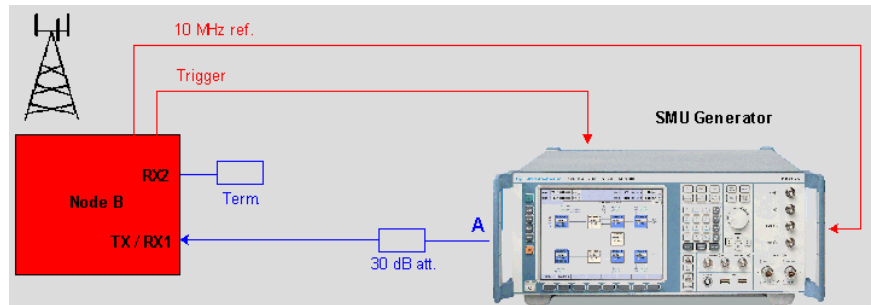 10 MHz ref.
Trigger
SMU Generator
RX2
Term.
Node B
A
TX / RX1
30 dB att.